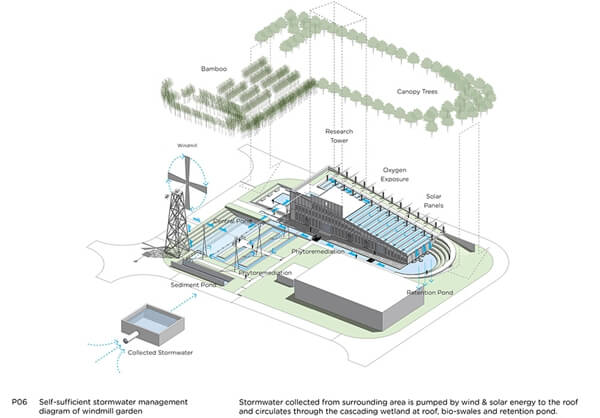 Bamboo
Canopy Trees
Research
Tower
Windmill
Oxygen
Exposure
Solar
Panels
Central Pond
Phytoremediation
Phytoremediation
Sediment Pond
Retention Pond
Collected Stormwater
P06 Self-sufficient stormwater management
diagram of windmill garden
Stormwater collected from surrounding area is pumped by wind & solar energy to the roof
and circulates through the cascading wetland at roof, bio-swales and retention pond.